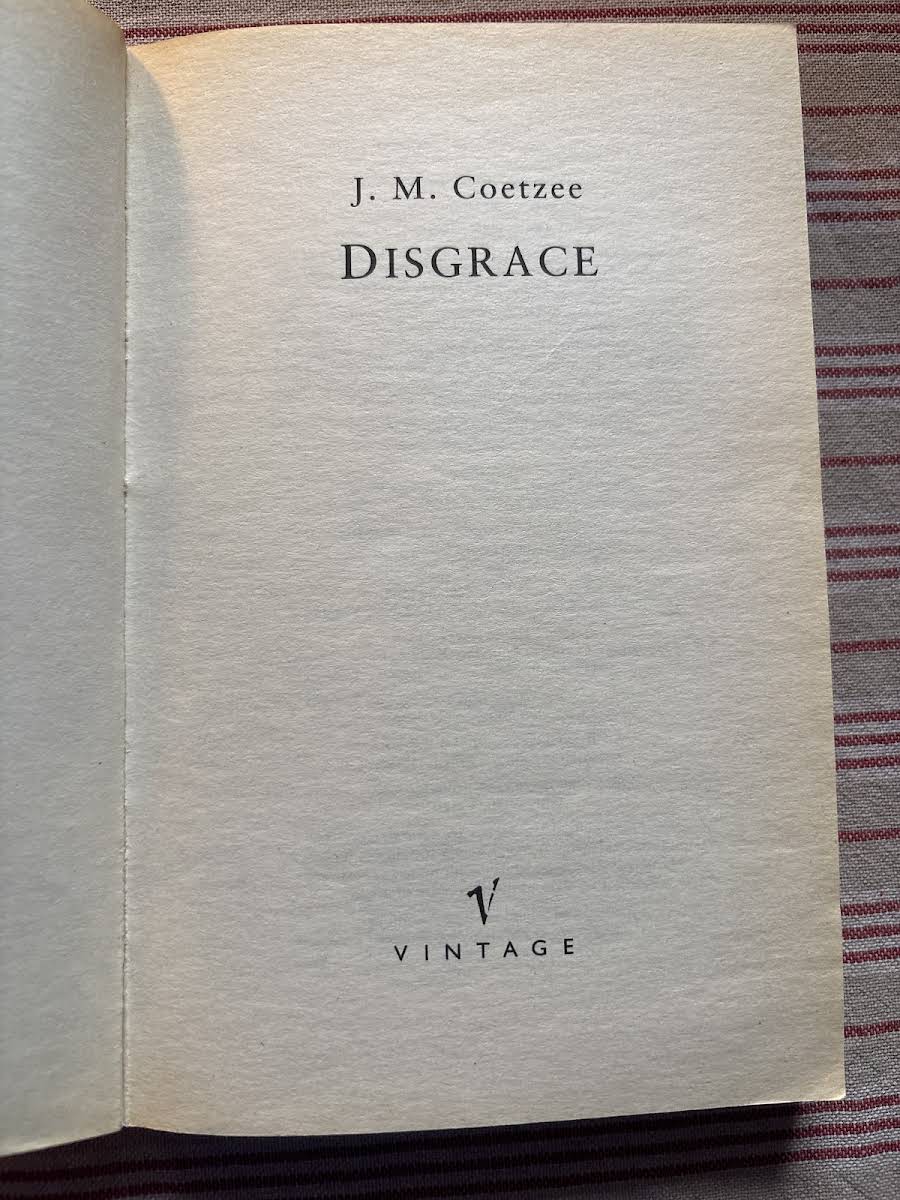 J. M. Coetzee
DISGRACE
V
VINTAGE